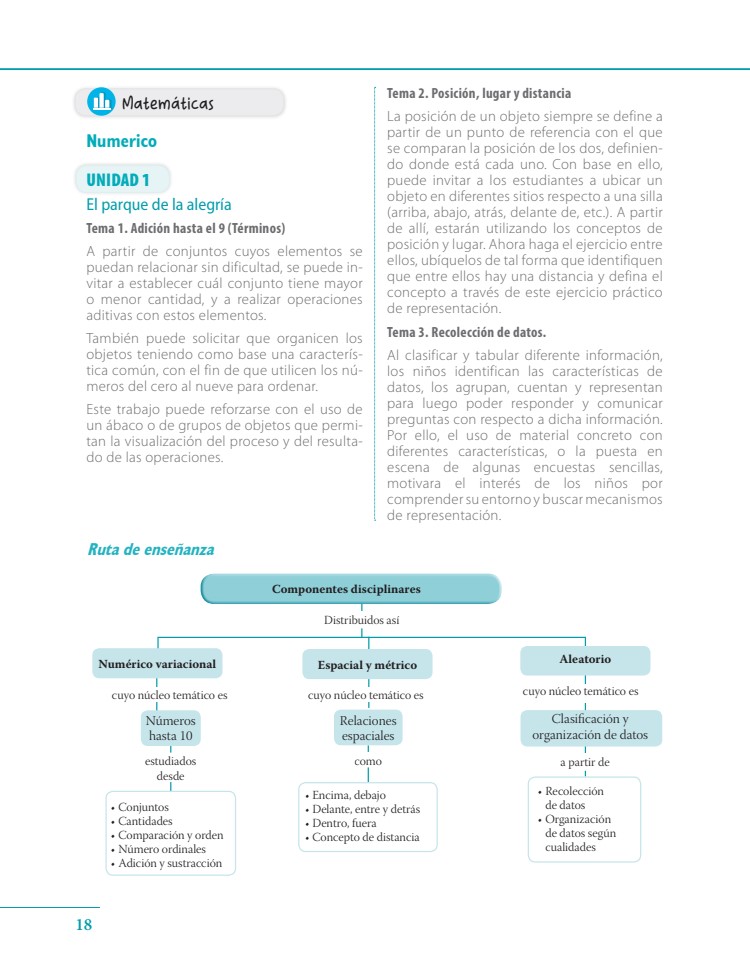 Matemáticas
Numerico
UNIDAD 1
El parque de la alegría
Tema 1. Adición hasta el 9 (Términos)
A partir de conjuntos cuyos elementos se
puedan relacionar sin dificultad, se puede in-
vitar a establecer cuál conjunto tiene mayor
o menor cantidad, y a realizar operaciones
aditivas con estos elementos.
También puede solicitar que organicen los
objetos teniendo como base una caracterís-
tica común, con el fin de que utilicen los nú-
meros del cero al nueve para ordenar.
Este trabajo puede reforzarse con el uso de
un ábaco o de grupos de objetos que permi-
tan la visualización del proceso y del resulta-
do de las operaciones.
Tema 2. Posición, lugar y distancia
La posición de un objeto siempre se define a
partir de un punto de referencia con el que
se comparan la posición de los dos, definien-
do donde está cada uno. Con base en ello,
puede invitar a los estudiantes a ubicar un
objeto en diferentes sitios respecto a una silla
(arriba, abajo, atrás, delante de, etc.). A partir
de allí, estarán utilizando los conceptos de
posición y lugar. Ahora haga el ejercicio entre
ellos, ubíquelos de tal forma que identifiquen
que entre ellos hay una distancia y defina el
concepto a través de este ejercicio práctico
de representación.
Tema 3. Recolección de datos.
Al clasificar y tabular diferente información,
los niños identifican las características de
datos, los agrupan, cuentan y representan
para luego poder responder y comunicar
preguntas con respecto a dicha información.
Por ello, el uso de material concreto con
diferentes características, o la puesta en
escena de algunas encuestas sencillas,
motivara el interés de los niños por
comprender su entorno y buscar mecanismos
de representación.
Ruta de enseñanza
Componentes disciplinares
Distribuidos así
Numérico variacional
cuyo núcleo temático es
Números
hasta 10
estudiados
desde
• Conjuntos
• Cantidades
• Comparación y orden
• Número ordinales
• Adición y sustracción
Espacial y métrico
cuyo núcleo temático es
Relaciones
espaciales
como
• Encima, debajo
• Delante, entre y detrás
• Dentro, fuera
• Concepto de distancia
Aleatorio
cuyo núcleo temático es
Clasificación y
organización de datos
a partir de
• Recolección
de datos
• Organización
de datos según
cualidades
18